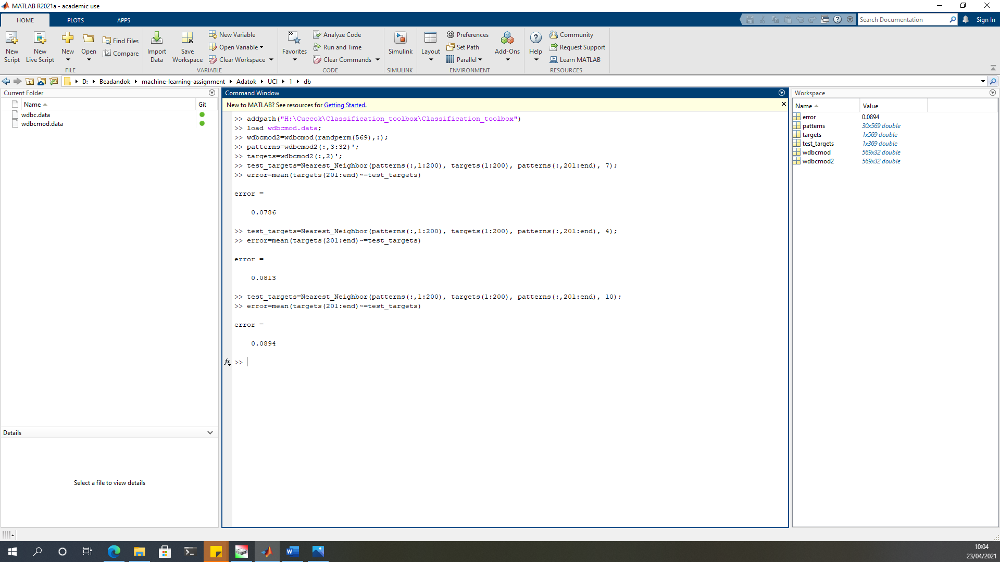 MATLAB R2021a - academic use
HOME PLOTS APPS
Search Documentation
Sign In
New Script
New Live Script
New
Open
Find Files
Compare
FILE
Import Data
Save Workspace
New Variable
Open Variable
Clear Workspace
VARIABLE
Favorites
Analyze Code
Run and Time
Clear Commands
CODE
Simulink
SIMULINK
Layout
Preferences
Set Path
Parallel
Add-Ons
ENVIRONMENT
Help
Community
Request Support
Learn MATLAB
RESOURCES
D: Beadandok machine-learning-assignment Adatok UCI 1 db
Current Folder
Name Git
wdbc.data
wdbcmod.data
Details
Select a file to view details
Command Window
New to MATLAB? See resources for Getting Started.
>> addpath("H:\Cuccok\Classification_toolbox\Classification_toolbox")
>> load wdbcmod.data;
>> wdbcmod2=wdbcmod(randperm(569),:);
>> patterns=wdbcmod2(:,3:32)';
>> targets=wdbcmod2(:,2)';
>> test_targets=Nearest_Neighbor(patterns(:,1:200), targets(1:200), patterns(:,201:end), 7);
>> error=mean(targets(201:end)~=test_targets)
error =
0.0786
>> test_targets=Nearest_Neighbor(patterns(:,1:200), targets(1:200), patterns(:,201:end), 4);
>> error=mean(targets(201:end)~=test_targets)
error =
0.0813
>> test_targets=Nearest_Neighbor(patterns(:,1:200), targets(1:200), patterns(:,201:end), 10);
>> error=mean(targets(201:end)~=test_targets)
error =
0.0894
fx >>
Workspace
Name Value
error 0.0894
patterns 30x569 double
targets 1x569 double
test_targets 1x369 double
wdbcmod 569x32 double
wdbcmod2 569x32 double
10:04
23/04/2021